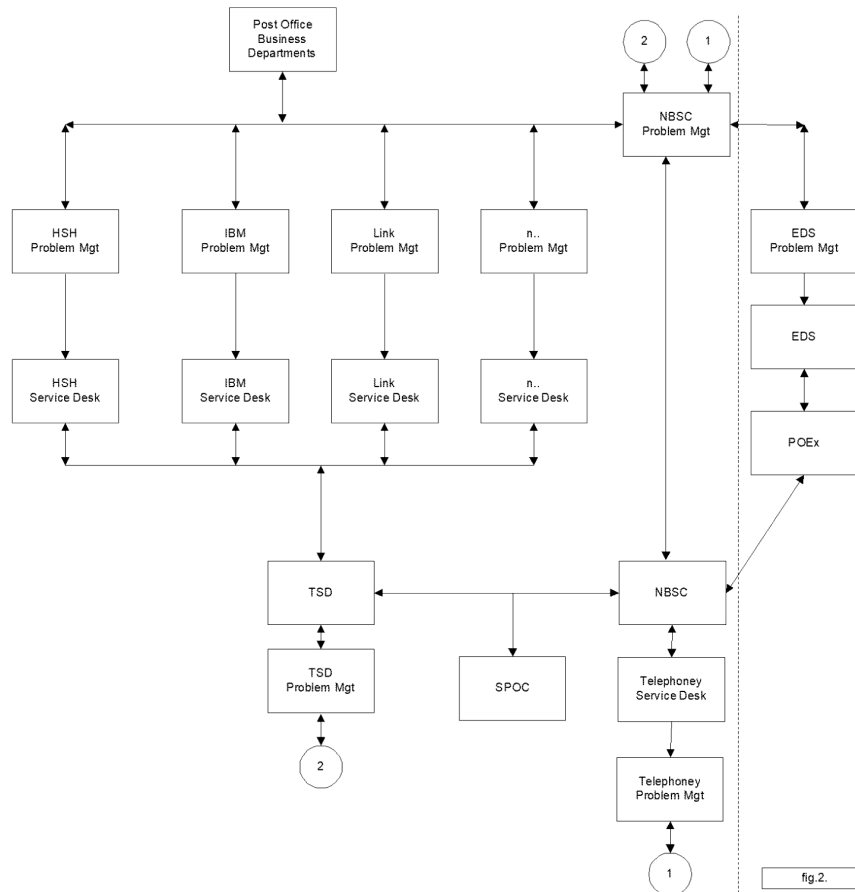 Post Office
Business
Departments
2
1
NBSC
Problem Mgt
HSH
Problem Mgt
IBM
Problem Mgt
Link
Problem Mgt
n..
Problem Mgt
EDS
Problem Mgt
EDS
HSH
Service Desk
IBM
Service Desk
Link
Service Desk
n..
Service Desk
POEx
TSD
NBSC
TSD
Problem Mgt
SPOC
Telephoney
Service Desk
2
Telephoney
Problem Mgt
1
fig.2.